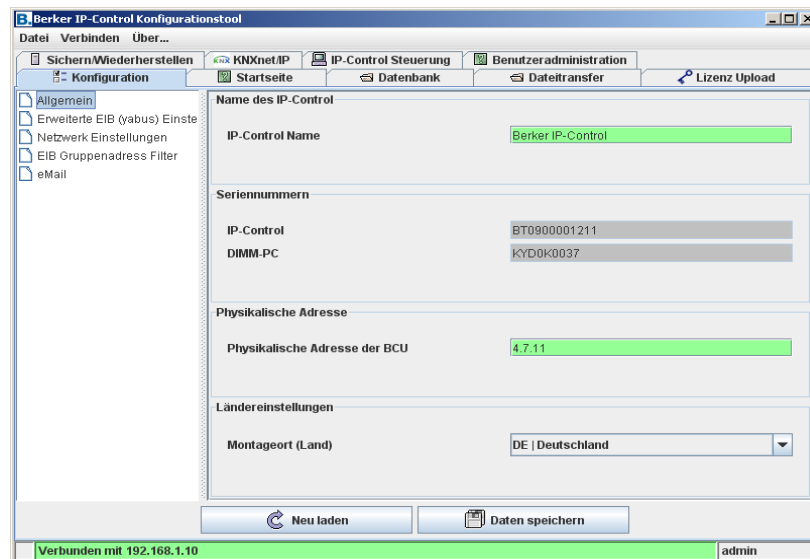 B. Berker IP-Control Konfigurationstool
Datei Verbinden Über...
Sichern/Wiederherstellen KNX KNXnet/IP IP-Control Steuerung Benutzeradministration
Konfiguration Startseite Datenbank Dateitransfer Lizenz Upload
Allgemein
Erweiterte EIB (yabus) Einste
Netzwerk Einstellungen
EIB Gruppenadress Filter
eMail
Name des IP-Control
IP-Control Name Berker IP-Control
Seriennummern
IP-Control BT0900001211
DIMM-PC KYD0K0037
Physikalische Adresse
Physikalische Adresse der BCU 4.7.11
Ländereinstellungen
Montageort (Land) DE | Deutschland
Neu laden Daten speichern
Verbunden mit 192.168.1.10 admin